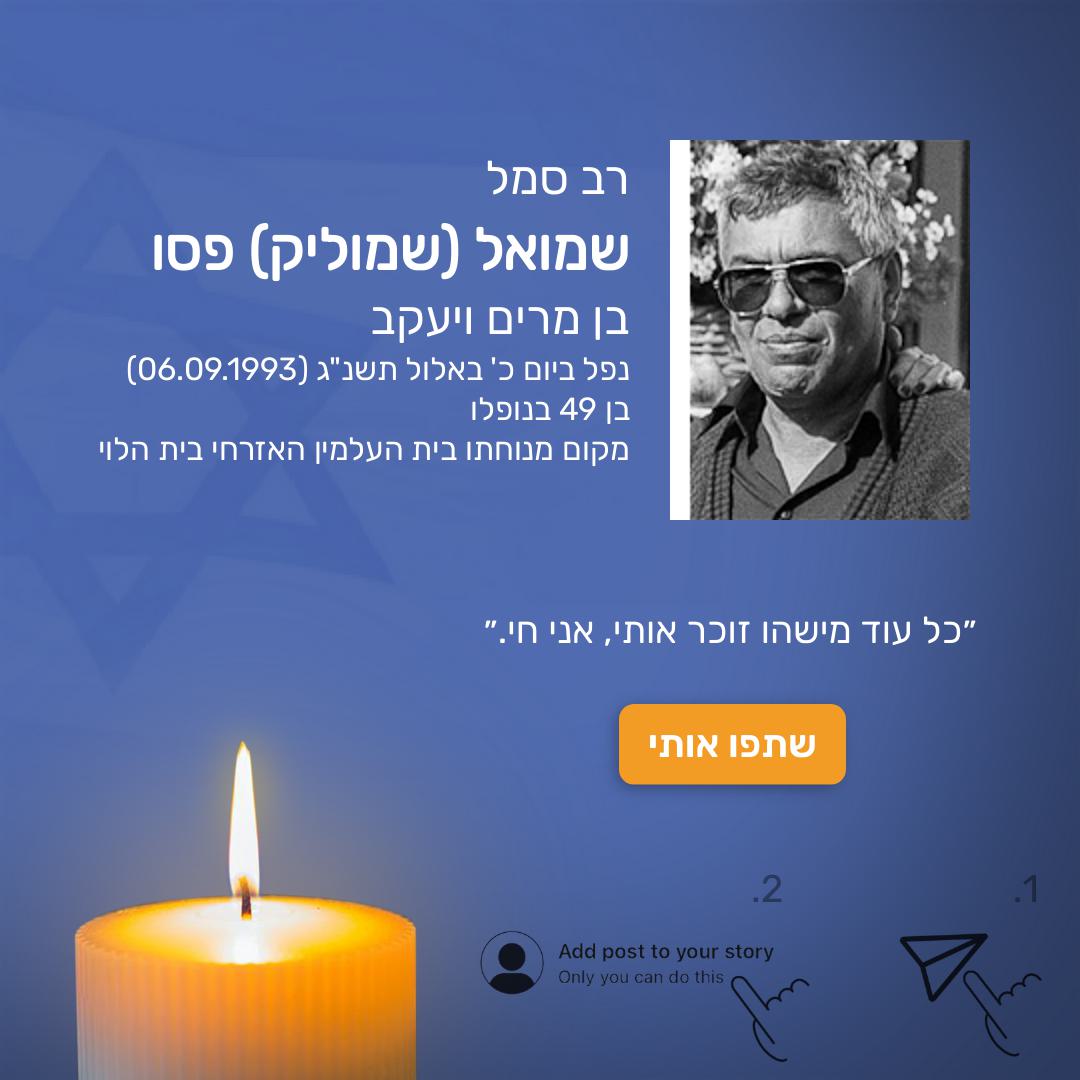 רב סמל
שמואל (שמוליק) פסו
בן מרים ויעקב
נפל ביום כ' באלול תשנ"ג (06.09.1993)
בן 49 בנופלו
מקום מנוחתו בית העלמין האזרחי בית הלוי
״כל עוד מישהו זוכר אותי, אני חי.״
שתפו אותי
1.
2.
Add post to your story
Only you can do this